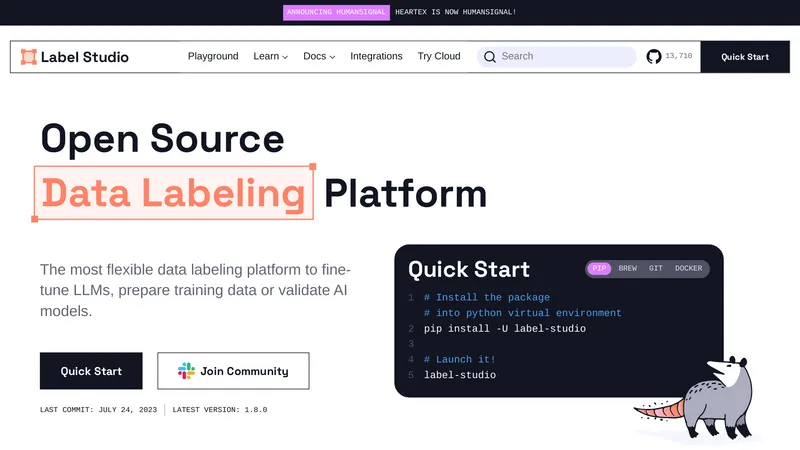 ANNOUNCING HUMANSIGNAL HEARTEX IS NOW HUMANSIGNAL!
Label Studio Playground Learn Docs Integrations Try Cloud Search 13,710 Quick Start
Open Source
Data Labeling Platform
The most flexible data labeling platform to fine-
tune LLMs, prepare training data or validate AI
models.
Quick Start Join Community
LAST COMMIT: JULY 24, 2023 LATEST VERSION: 1.8.0
Quick Start PIP BREW GIT DOCKER
1 # Install the package
# into python virtual environment
2 pip install -U label-studio
3
4 # Launch it!
5 label-studio